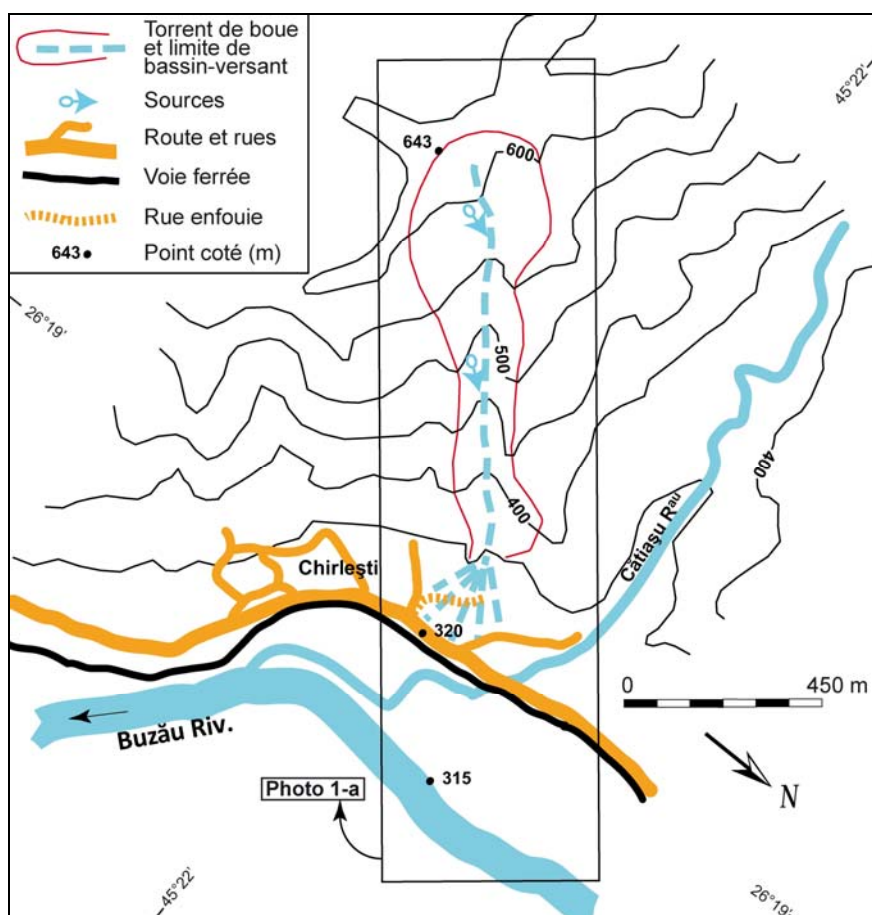 Torrent de boue
et limite de
bassin-versant
Sources
Route et rues
Voie ferrée
Rue enfouie
643 Point coté (m)
45°22'
643
600
26°19'
500
400
400
Cătiaşu Rau
Chirleşti
320
0 450 m
Buzău Riv.
315
Photo 1-a
N
45°22'
26°19'